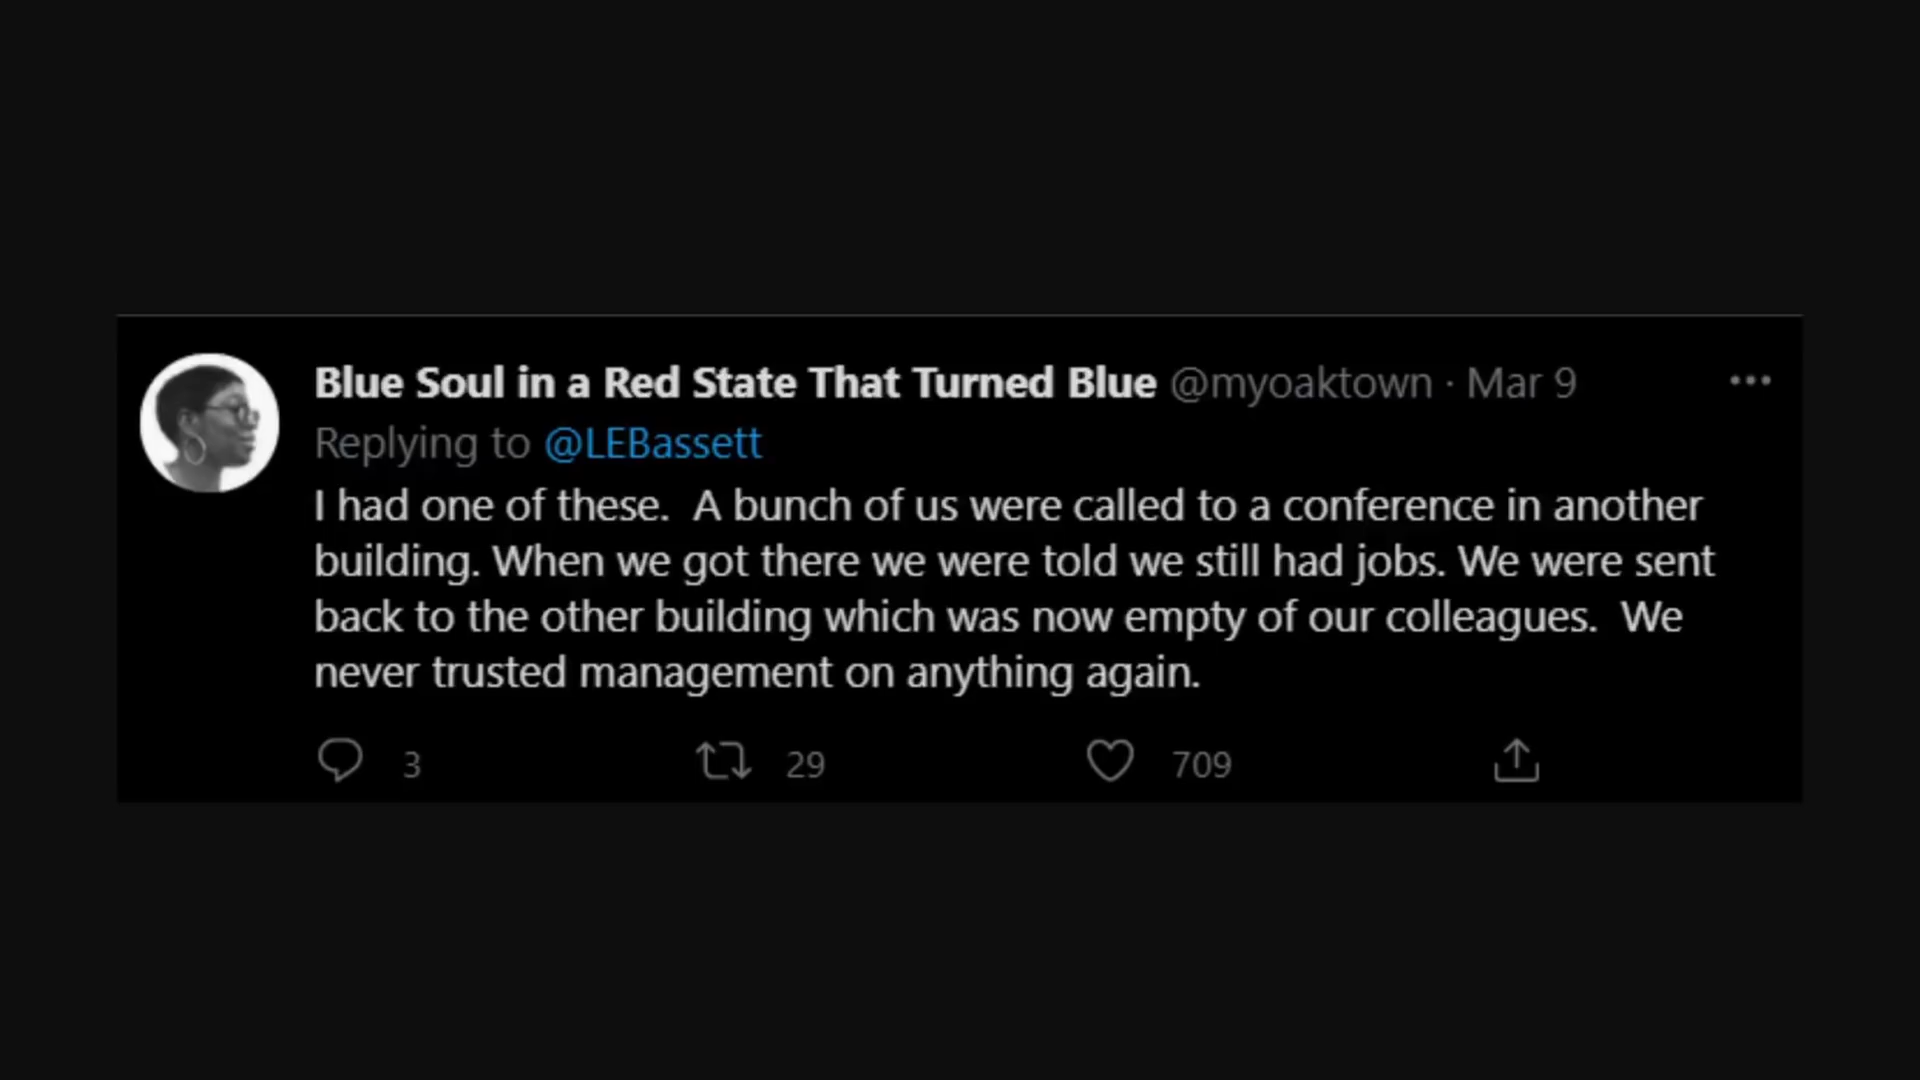 Blue Soul in a Red State That Turned Blue @myoaktown · Mar 9
Replying to @LEBassett
I had one of these.  A bunch of us were called to a conference in another
building. When we got there we were told we still had jobs. We were sent
back to the other building which was now empty of our colleagues.  We
never trusted management on anything again.
3 29 709